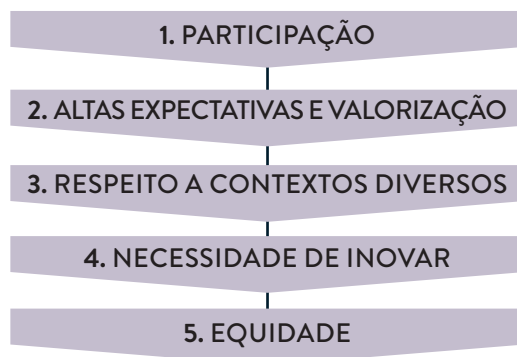 1. PARTICIPAÇÃO
2. ALTAS EXPECTATIVAS E VALORIZAÇÃO
3. RESPEITO A CONTEXTOS DIVERSOS
4. NECESSIDADE DE INOVAR
5. EQUIDADE